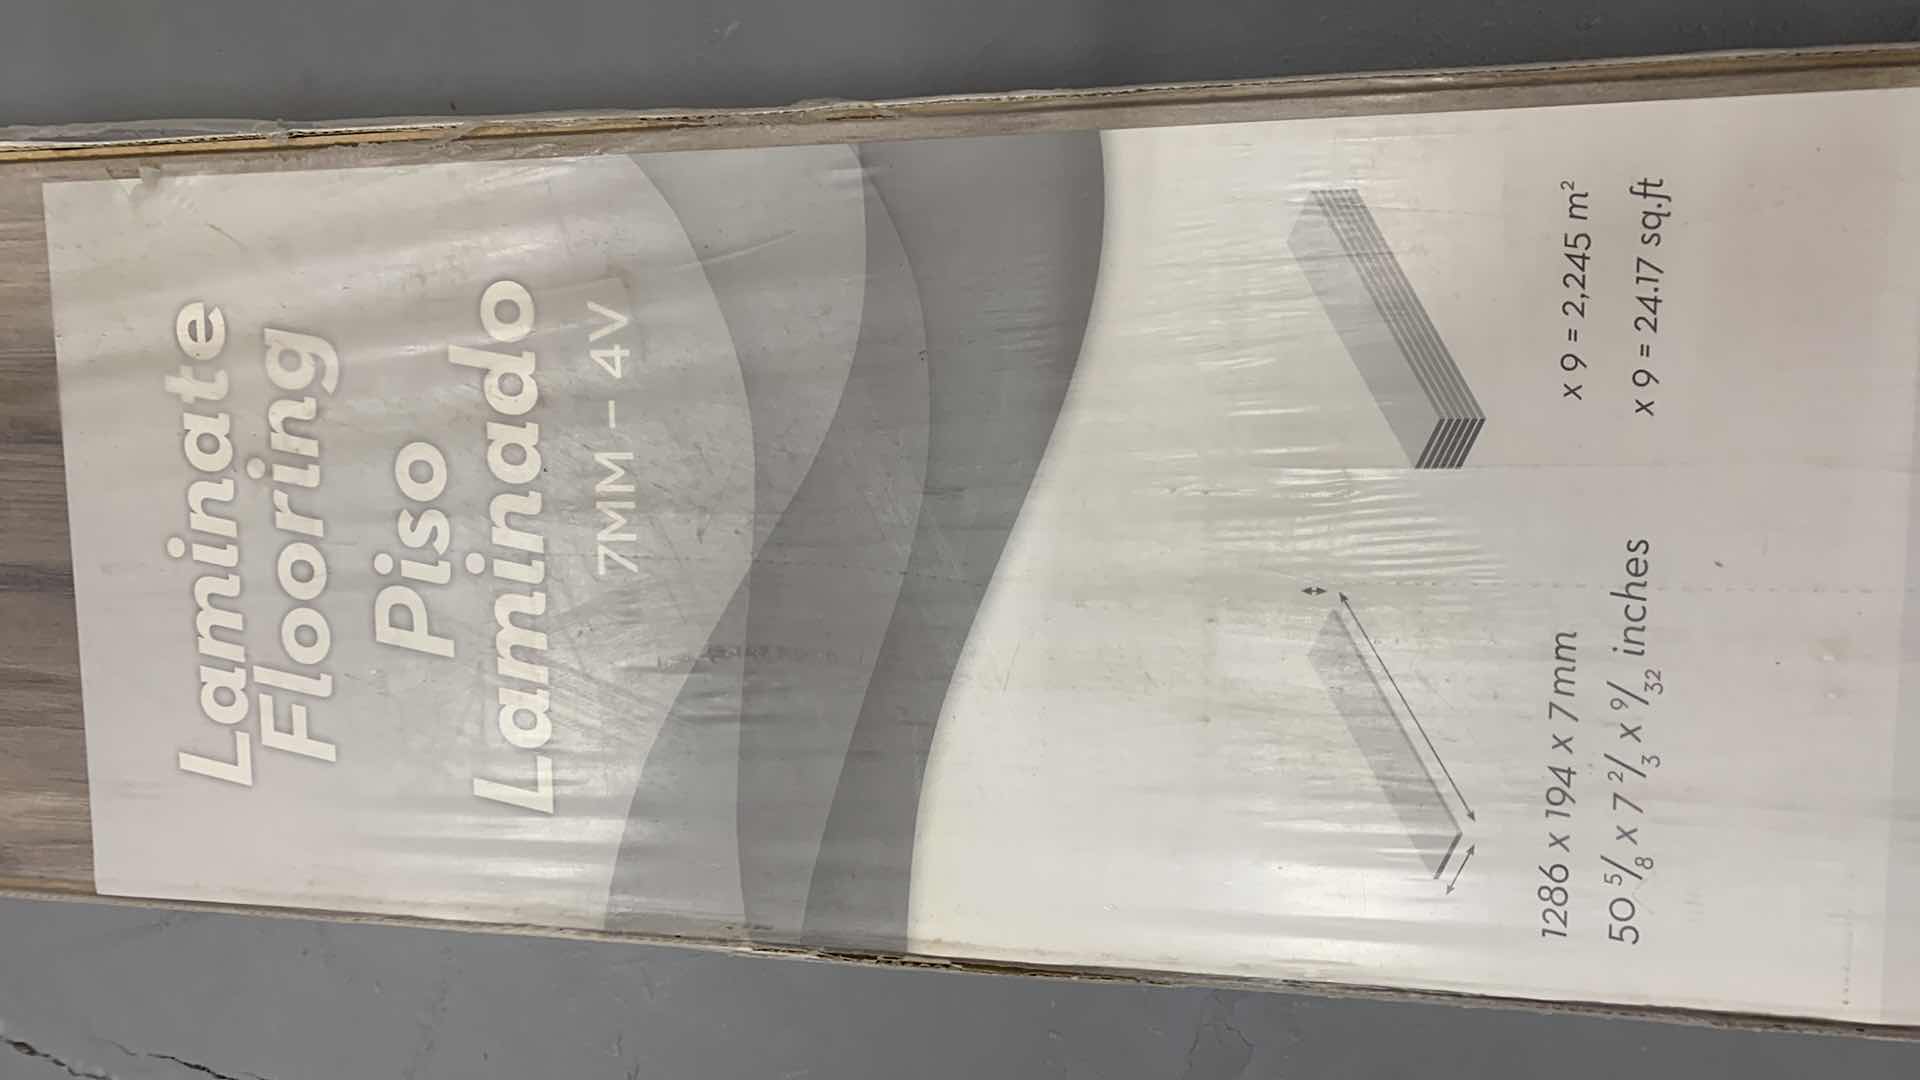 Laminate
Flooring
Piso
Laminado
7MM – 4V
1286 x 194 x 7mm
50 5/8 x 7 2/3 x 9/32 inches
x 9 = 2,245 m²
x 9 = 24.17 sq.ft